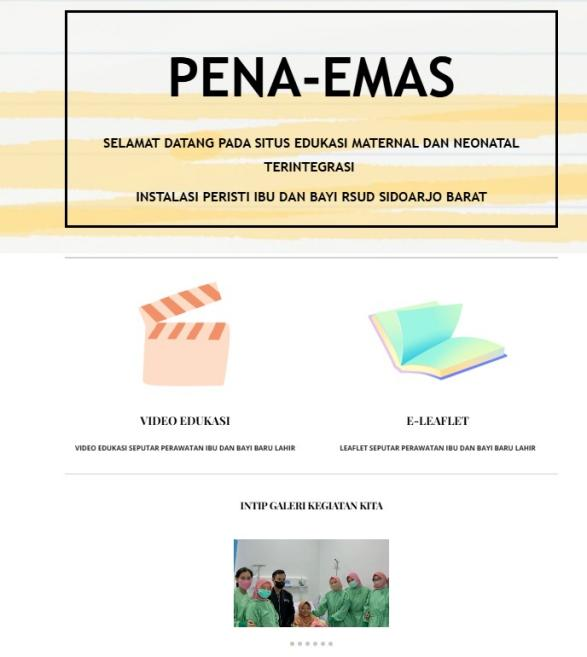 PENA-EMAS
SELAMAT DATANG PADA SITUS EDUKASI MATERNAL DAN NEONATAL
TERINTEGRASI
INSTALASI PERISTI IBU DAN BAYI RSUD SIDOARJO BARAT
VIDEO EDUKASI
VIDEO EDUKASI SEPUTAR PERAWATAN IBU DAN BAYI BARU LAHIR
E-LEAFLET
LEAFLET SEPUTAR PERAWATAN IBU DAN BAYI BARU LAHIR
INTIP GALERI KEGIATAN KITA